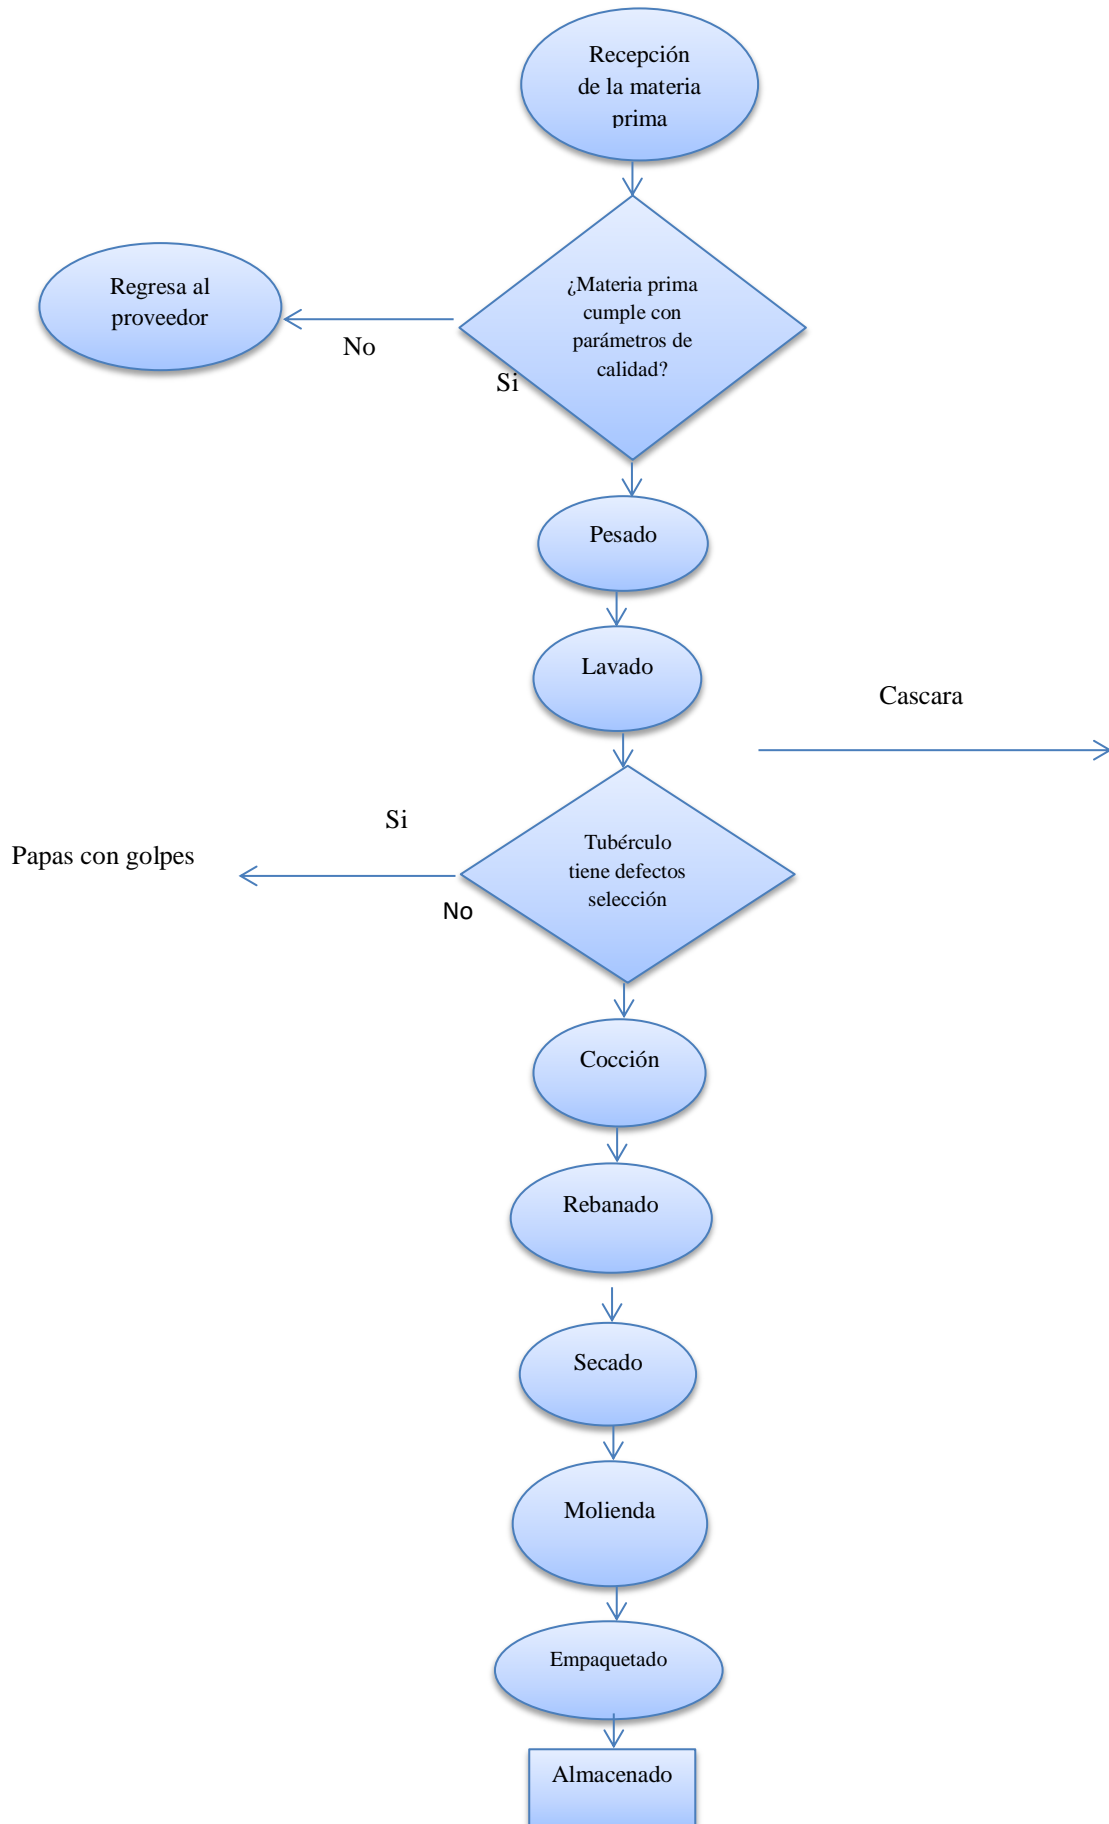 Recepción
de la materia
prima
¿Materia prima
cumple con
parámetros de
calidad?
Regresa al
proveedor
No
Si
Pesado
Lavado
Cascara
Si
Papas con golpes
Tubérculo
tiene defectos
selección
No
Cocción
Rebanado
Secado
Molienda
Empaquetado
Almacenado